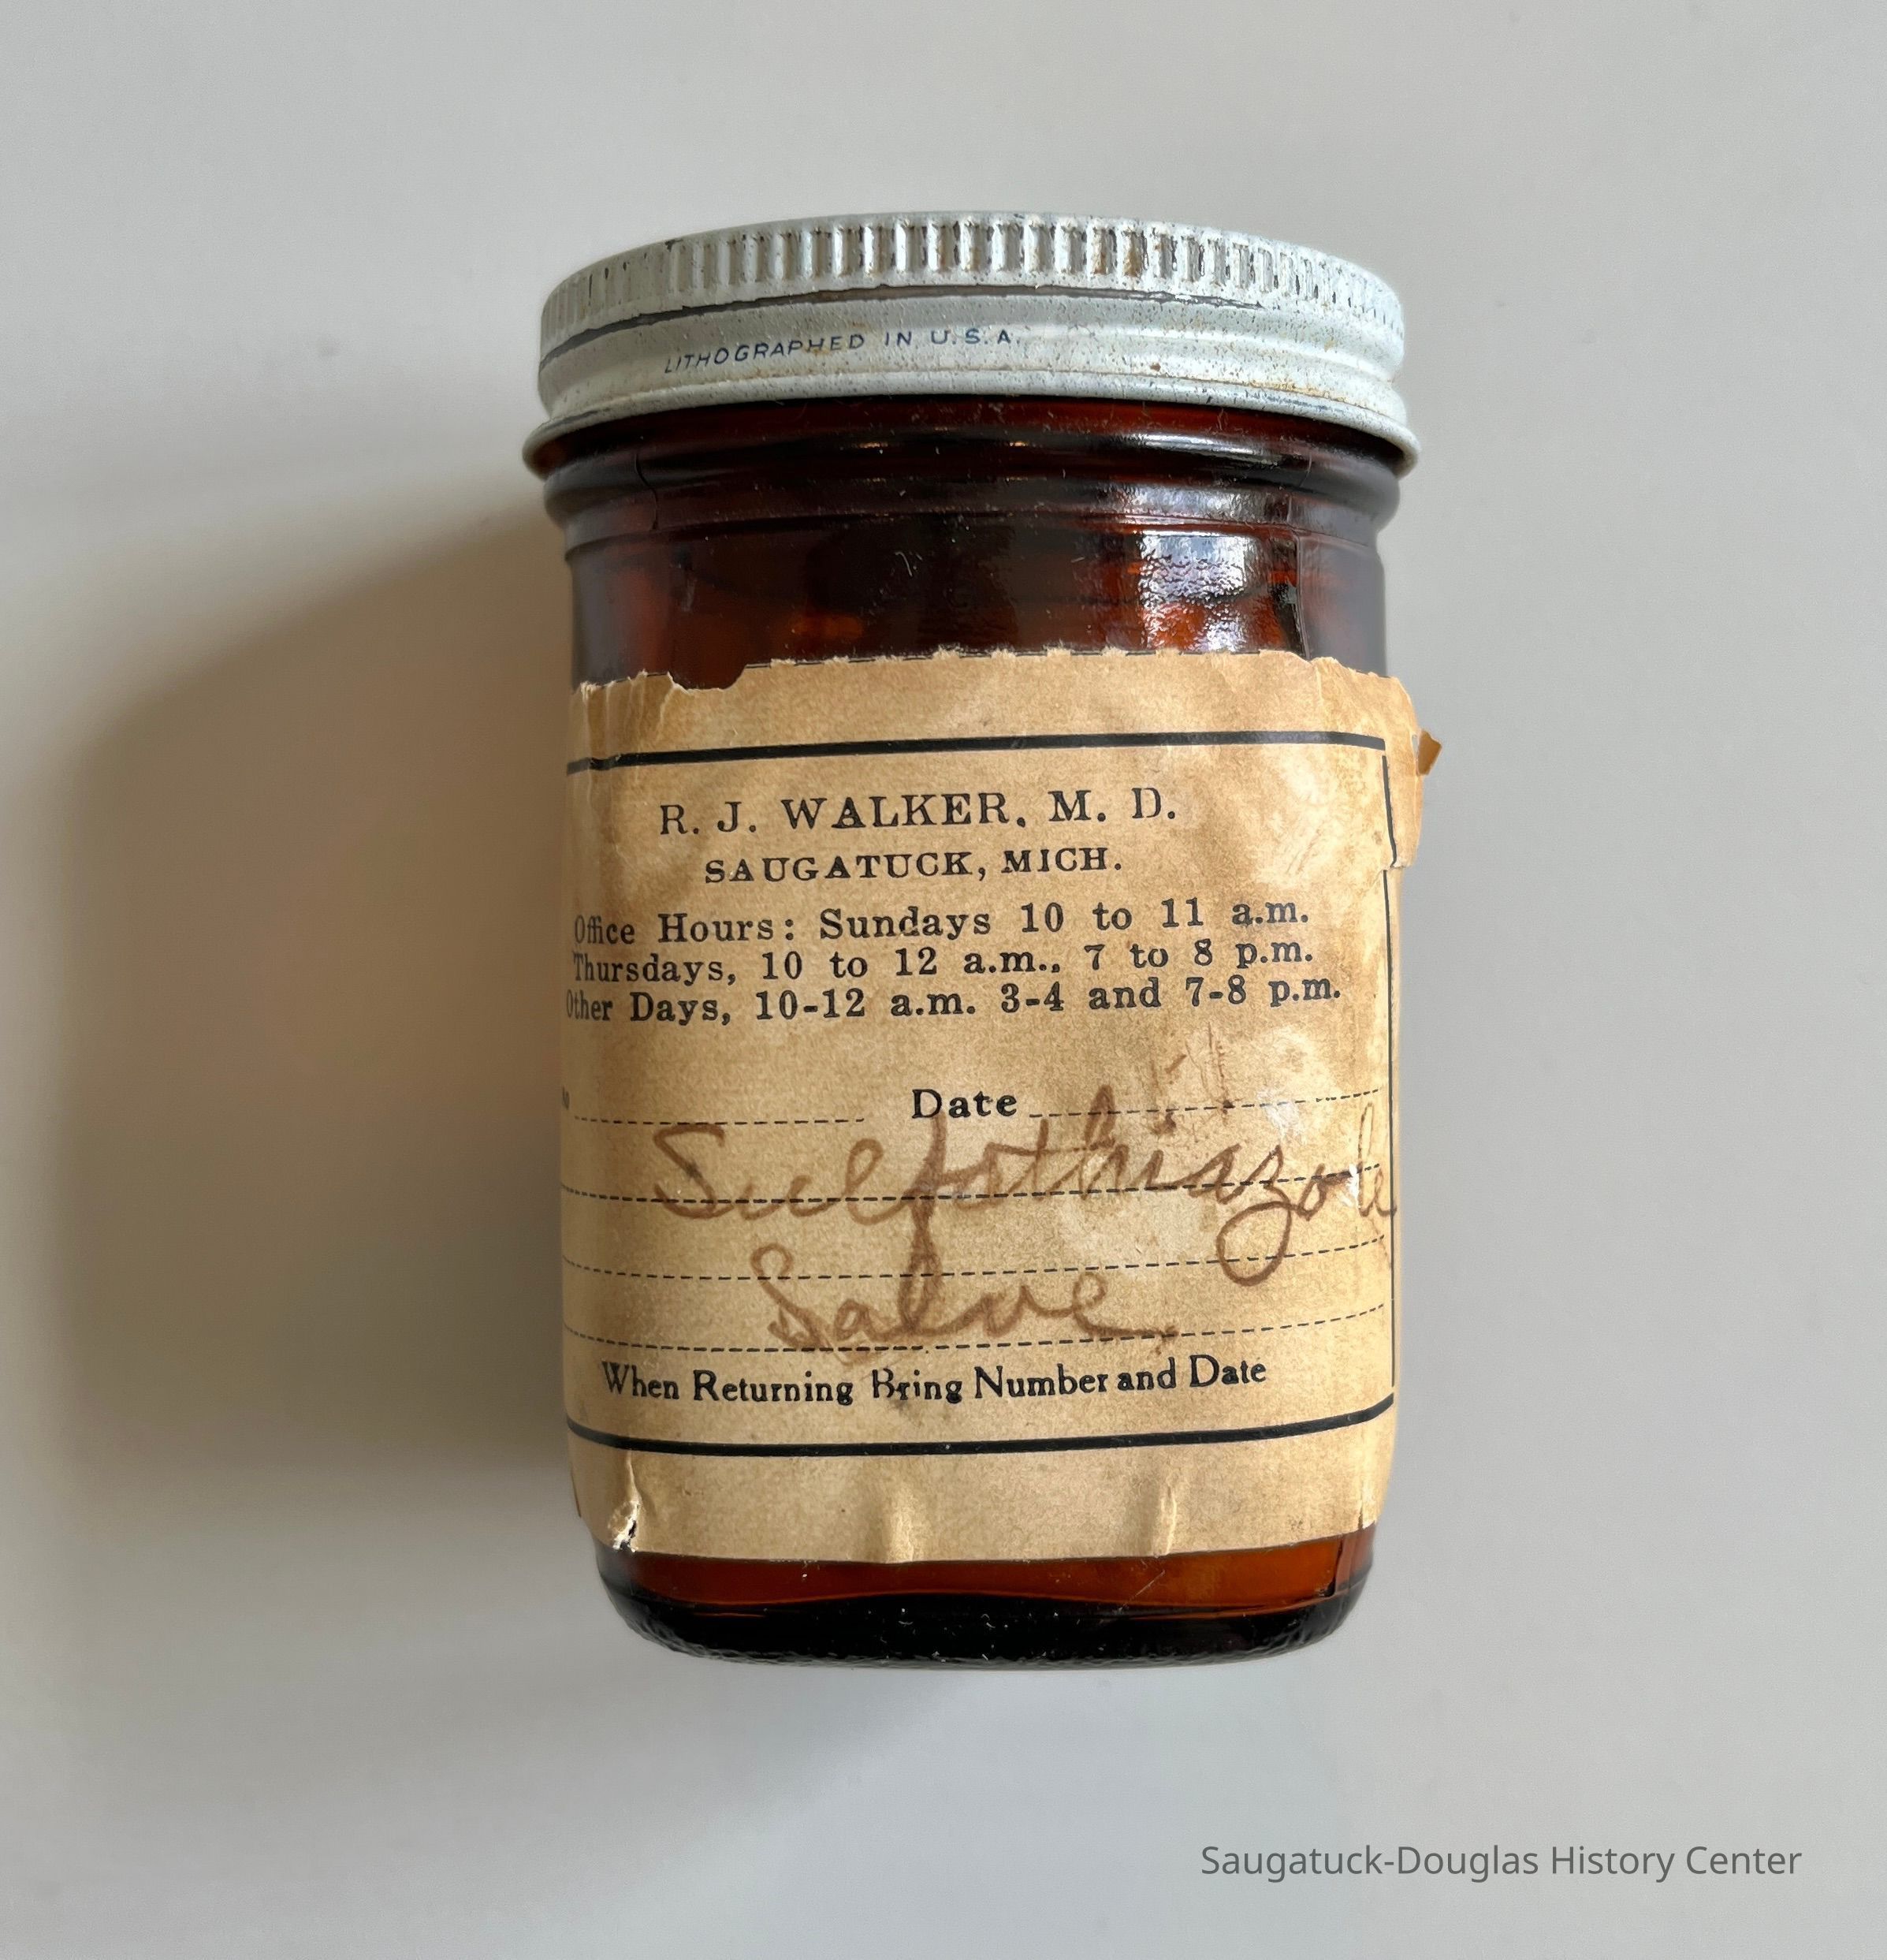 LITHOGRAPHED IN U.S.A.
R. J. WALKER, M. D.
SAUGATUCK, MICH.
Office Hours: Sundays 10 to 11 a.m.
Thursdays, 10 to 12 a.m., 7 to 8 p.m.
Other Days, 10-12 a.m. 3-4 and 7-8 p.m.
Date
Sulfathiazole
Salve
When Returning Bring Number and Date
Saugatuck-Douglas History Center